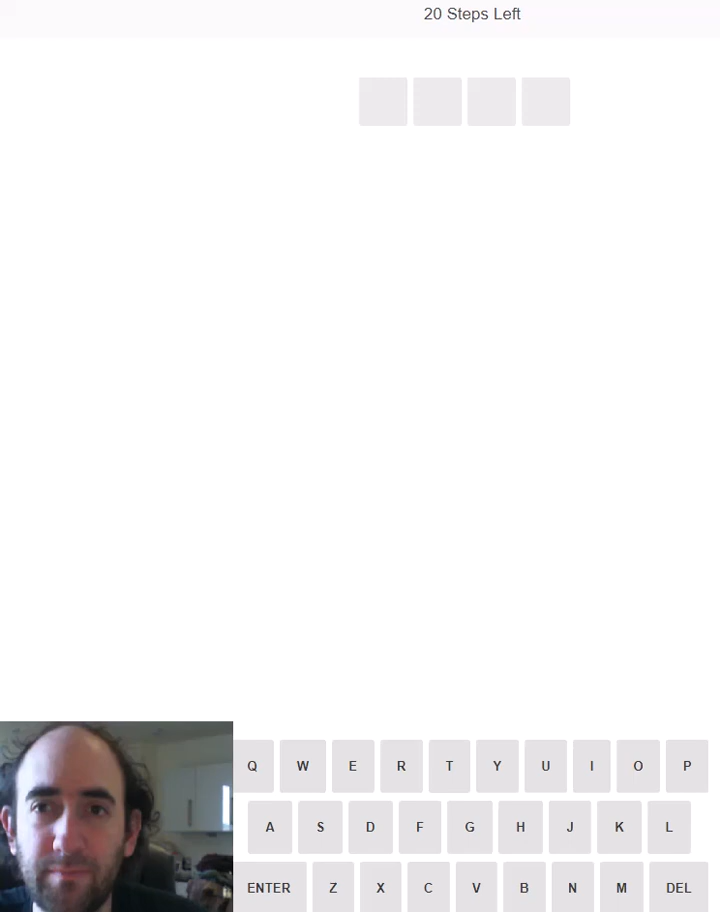 20 Steps Left
Q W E R T Y U I O P
A S D F G H J K L
ENTER Z X C V B N M DEL